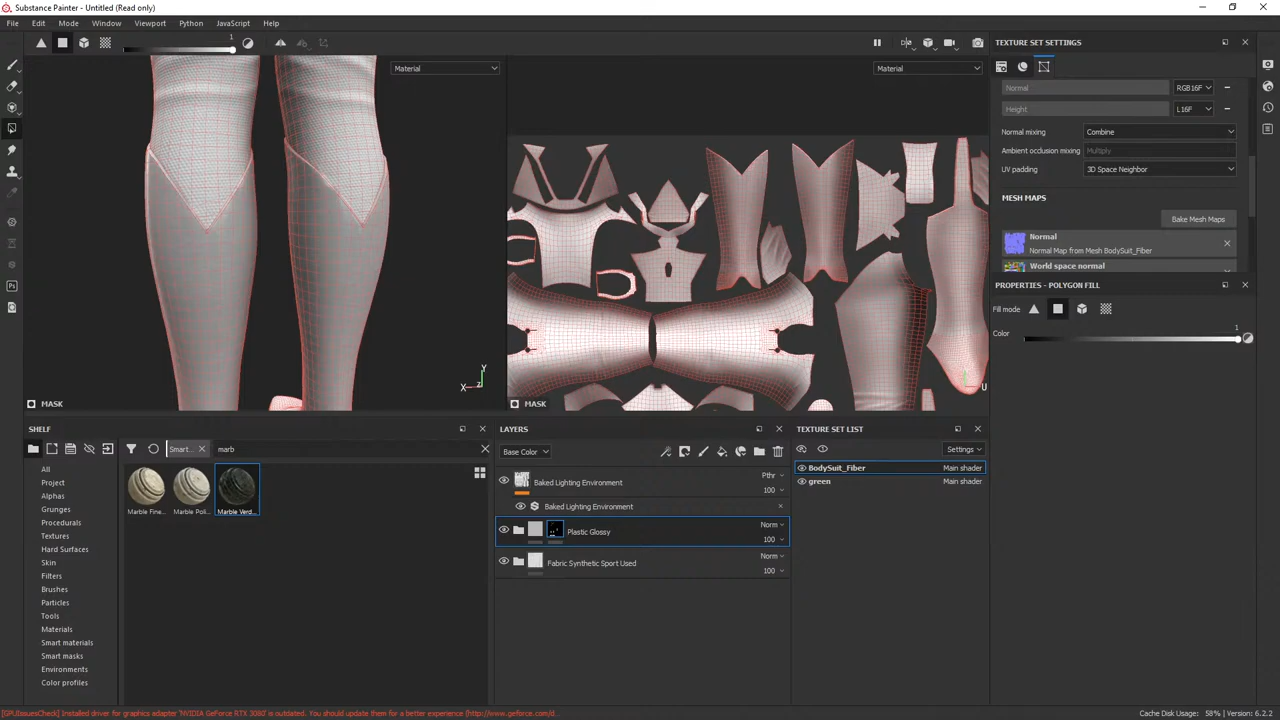 Substance Painter - Untitled (Read only)
File Edit Mode Window Viewport Python JavaScript Help
1
Material
Material
Y
X
Z
U
MASK
MASK
TEXTURE SET SETTINGS
Normal RGB16F
Height L16F
Normal mixing Combine
Ambient occlusion mixing Multiply
UV padding 3D Space Neighbor
MESH MAPS
Bake Mesh Maps
Normal
Normal Map from Mesh BodySuit_Fiber
World space normal
PROPERTIES - POLYGON FILL
Fill mode
Color 1
SHELF
Smart... marb
All
Project
Alphas
Grunges
Procedurals
Textures
Hard Surfaces
Skin
Filters
Brushes
Particles
Tools
Materials
Smart materials
Smart masks
Environments
Color profiles
Marble Fine... Marble Poli... Marble Verd...
LAYERS
Base Color
Baked Lighting Environment Pthr
100
Baked Lighting Environment
Plastic Glossy Norm
100
Fabric Synthetic Sport Used Norm
100
TEXTURE SET LIST
Settings
BodySuit_Fiber Main shader
green Main shader
[GPUIssuesCheck] Installed driver for graphics adapter 'NVIDIA GeForce RTX 3060' is outdated. You should update them for a better experience (http://www.geforce.com/d...
Cache Disk Usage: 58% | Version: 6.2.2